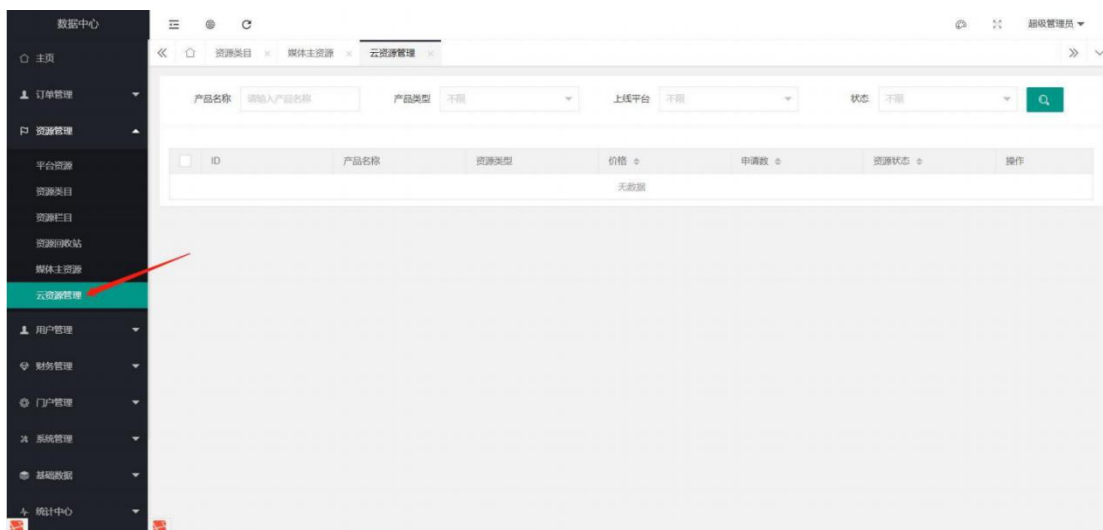 数据中心
超级管理员
主页
资源类目
媒体主资源
云资源管理
订单管理
产品名称 请输入产品名称 产品类型 不限 上线平台 不限 状态 不限
资源管理
ID 产品名称 资源类型 价格 申请数 资源状态 操作
无数据
平台资源
资源类目
资源栏目
资源回收站
媒体主资源
云资源管理
用户管理
财务管理
门户管理
系统管理
基础数据
统计中心